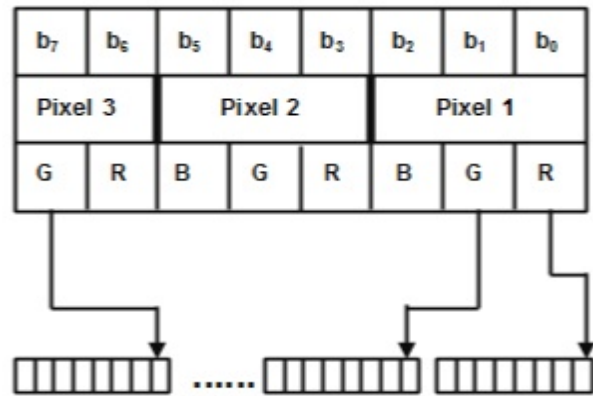 b₇ b₆ b₅ b₄ b₃ b₂ b₁ b₀
Pixel 3 Pixel 2 Pixel 1
G R B G R B G R
......